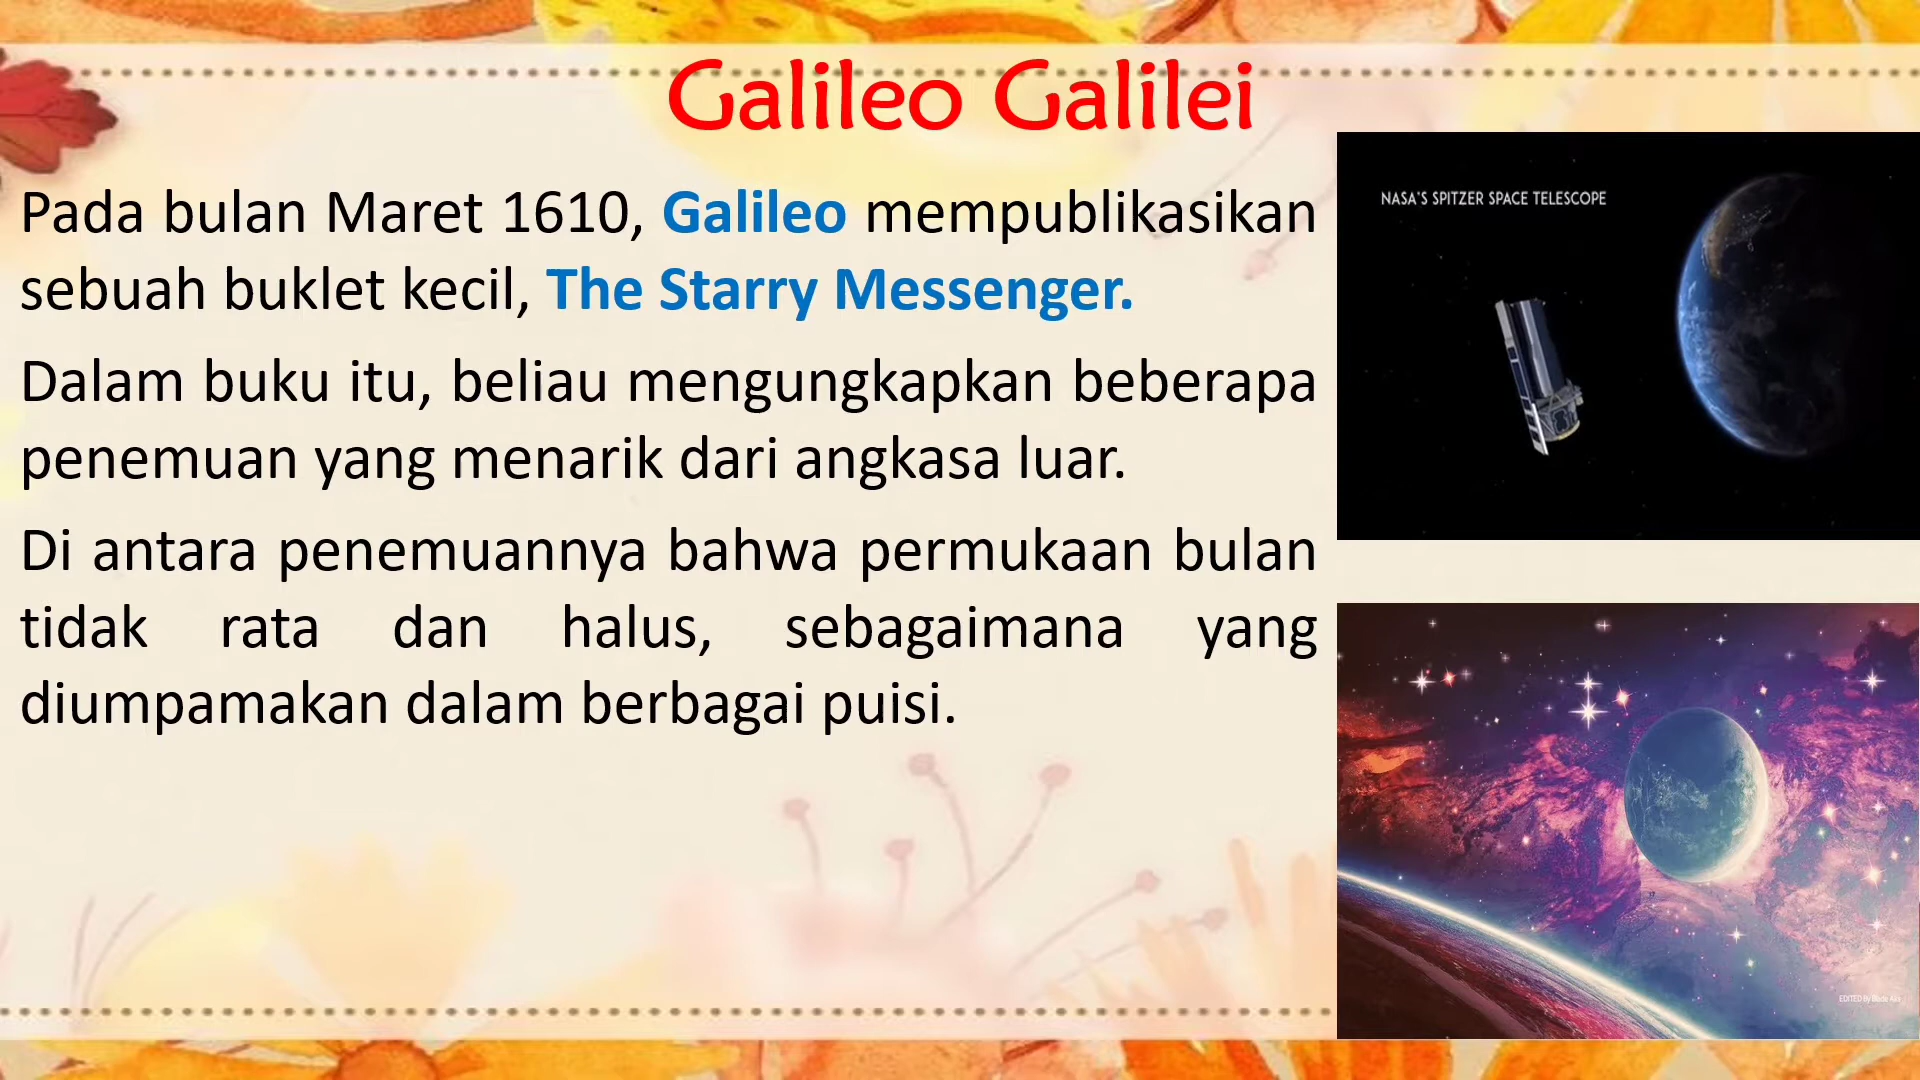 Galileo Galilei
Pada bulan Maret 1610, Galileo mempublikasikan
sebuah buklet kecil, The Starry Messenger.
Dalam buku itu, beliau mengungkapkan beberapa
penemuan yang menarik dari angkasa luar.
Di antara penemuannya bahwa permukaan bulan
tidak rata dan halus, sebagaimana yang
diumpamakan dalam berbagai puisi.
NASA'S SPITZER SPACE TELESCOPE
EDITED By